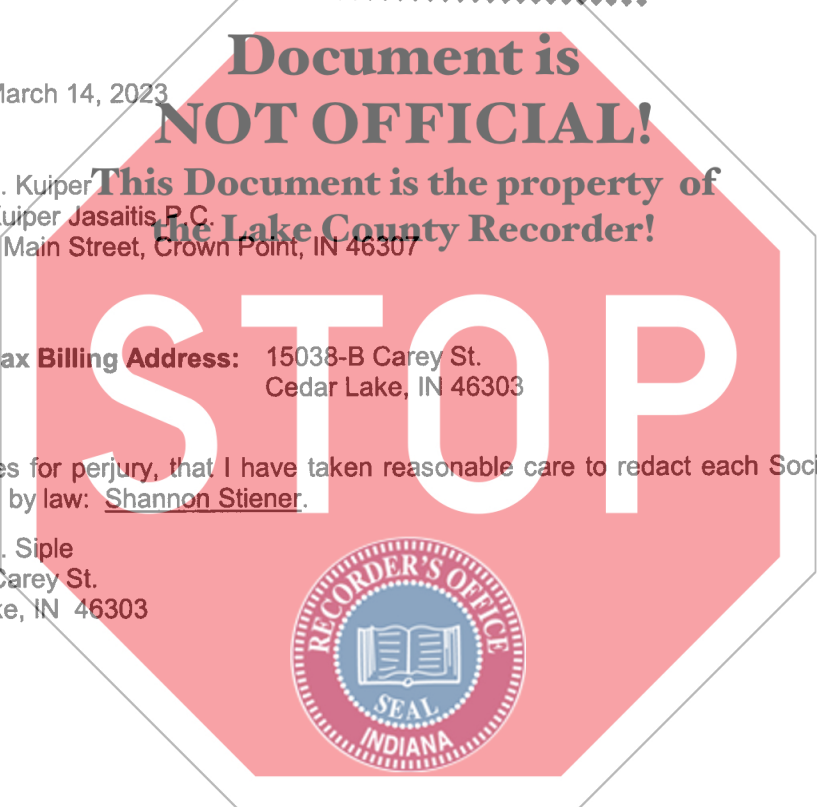 Document is
March 14, 2023
NOT OFFICIAL!
. Kuiper
This Document is the property of
Kuiper Jasaitis P.C.
the Lake County Recorder!
Main Street, Crown Point, IN 46307
STOP
ax Billing Address: 15038-B Carey St.
Cedar Lake, IN 46303
es for perjury, that I have taken reasonable care to redact each Soci
by law: Shannon Stiener.
. Siple
Carey St.
ke, IN 46303
RECORDER'S OFFICE
SEAL
INDIANA